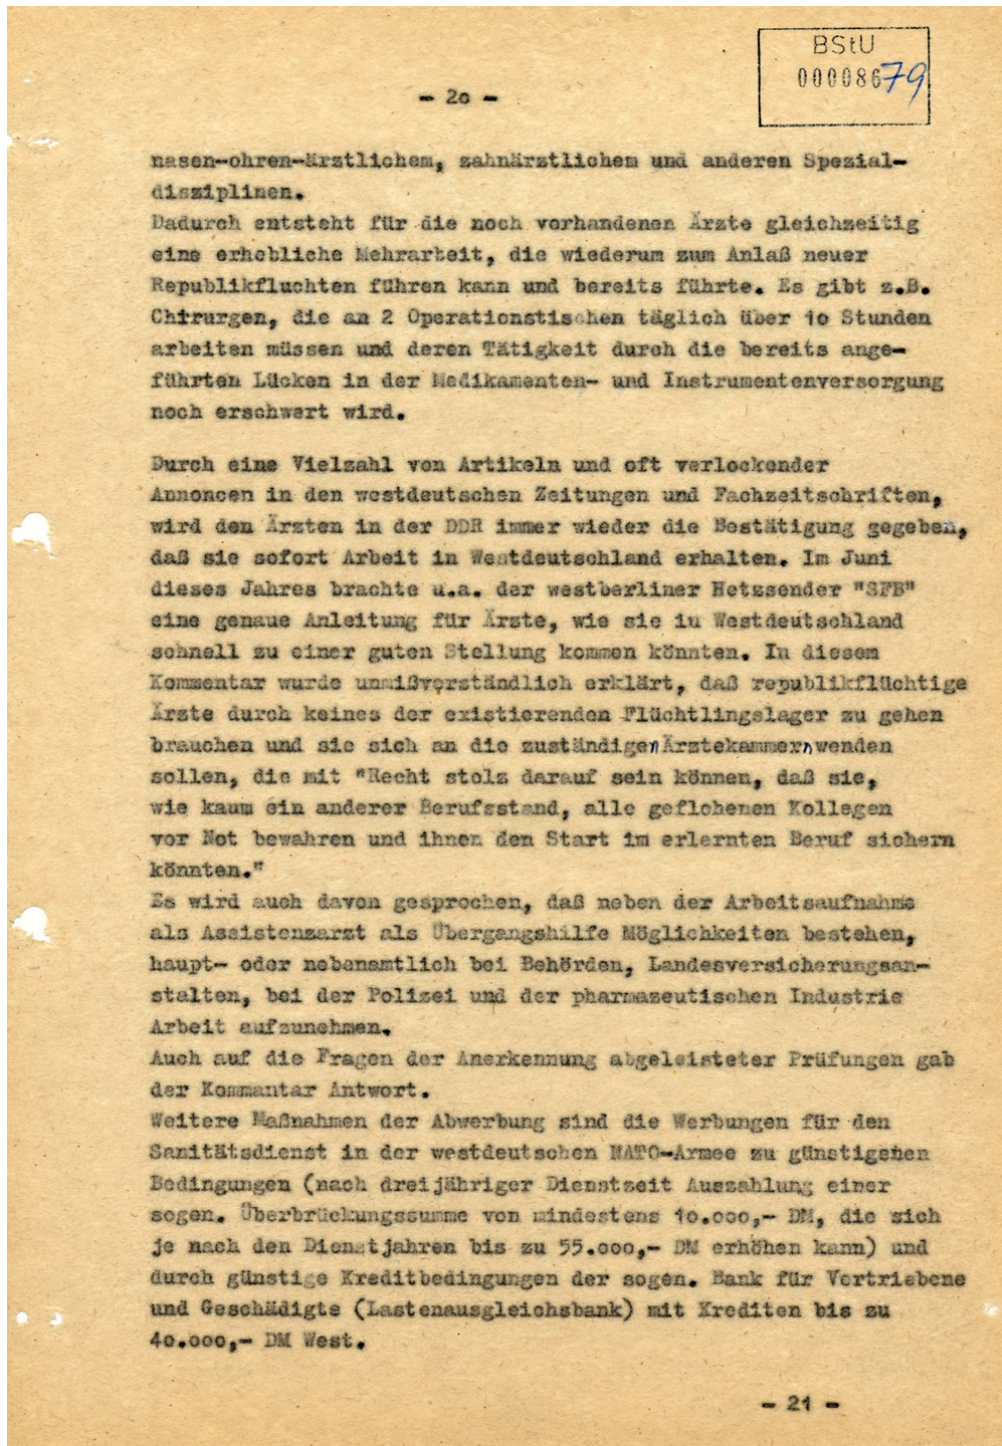 BStU
000086 79
- 2o -
nasen-ohren-ärztlichem, zahnärztlichem und anderen Spezial-
disziplinen.
Dadurch entsteht für die noch vorhandenen Ärzte gleichzeitig
eine erhebliche Mehrarbeit, die wiederum zum Anlaß neuer
Republikfluchten führen kann und bereits führte. Es gibt z.B.
Chirurgen, die an 2 Operationstischen täglich über 1o Stunden
arbeiten müssen und deren Tätigkeit durch die bereits ange-
führten Lücken in der Medikamenten- und Instrumentenversorgung
noch erschwert wird.
Durch eine Vielzahl von Artikeln und oft verlockender
Annoncen in den westdeutschen Zeitungen und Fachzeitschriften,
wird den Ärzten in der DDR immer wieder die Bestätigung gegeben,
daß sie sofort Arbeit in Westdeutschland erhalten. Im Juni
dieses Jahres brachte u.a. der westberliner Hetzsender "SFB"
eine genaue Anleitung für Ärzte, wie sie in Westdeutschland
schnell zu einer guten Stellung kommen könnten. In diesem
Kommentar wurde unmißverständlich erklärt, daß republikflüchtige
Ärzte durch keines der existierenden Flüchtlingslager zu gehen
brauchen und sie sich an die zuständigen Ärztekammern wenden
sollen, die mit "Recht stolz darauf sein können, daß sie,
wie kaum ein anderer Berufsstand, alle geflohenen Kollegen
vor Not bewahren und ihnen den Start im erlernten Beruf sichern
könnten."
Es wird auch davon gesprochen, daß neben der Arbeitsaufnahme
als Assistenzarzt als Übergangshilfe Möglichkeiten bestehen,
haupt- oder nebenamtlich bei Behörden, Landesversicherungsan-
stalten, bei der Polizei und der pharmazeutischen Industrie
Arbeit aufzunehmen.
Auch auf die Fragen der Anerkennung abgeleisteter Prüfungen gab
der Kommantar Antwort.
Weitere Maßnahmen der Abwerbung sind die Werbungen für den
Sanitätsdienst in der westdeutschen NATO-Armee zu günstigsten
Bedingungen (nach dreijähriger Dienstzeit Auszahlung einer
sogen. Überbrückungssumme von mindestens 1o.ooo,- DM, die sich
je nach den Dienstjahren bis zu 55.ooo,- DM erhöhen kann) und
durch günstige Kreditbedingungen der sogen. Bank für Vertriebene
und Geschädigte (Lastenausgleichsbank) mit Krediten bis zu
4o.ooo,- DM West.
- 21 -